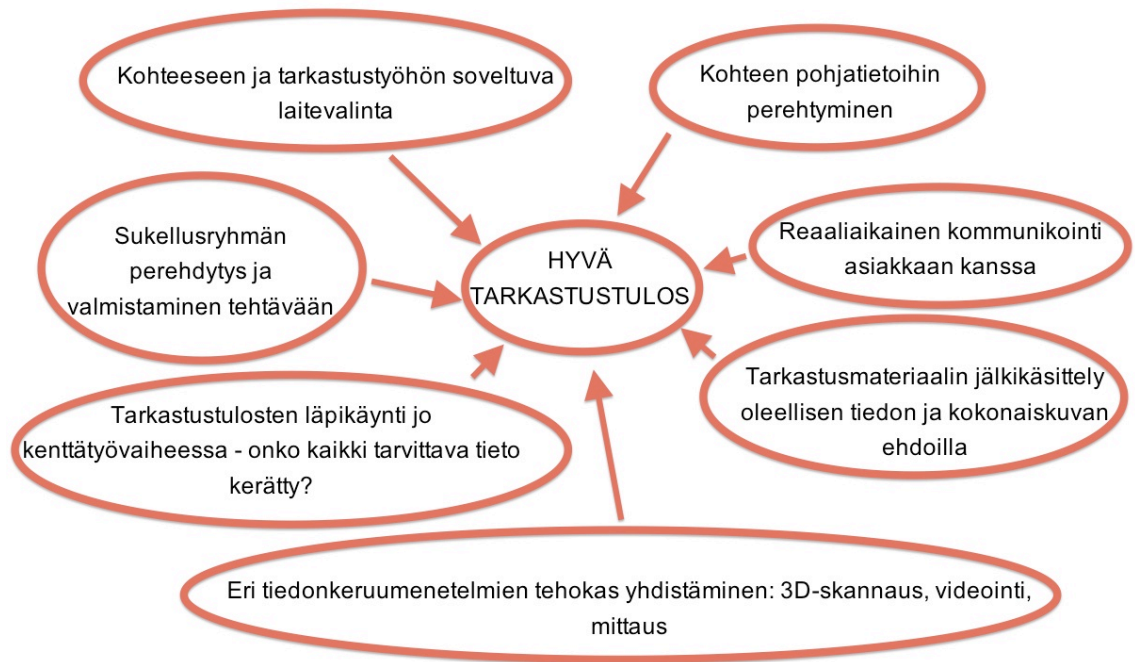 Kohteeseen ja tarkastustyöhön soveltuva
laitevalinta
Kohteen pohjatietoihin
perehtyminen
Sukellusryhmän
perehdytys ja
valmistaminen tehtävään
HYVÄ
TARKASTUSTULOS
Reaaliaikainen kommunikointi
asiakkaan kanssa
Tarkastustulosten läpikäynti jo
kenttätyövaiheessa - onko kaikki tarvittava tieto
kerätty?
Tarkastusmateriaalin jälkikäsittely
oleellisen tiedon ja kokonaiskuvan
ehdoilla
Eri tiedonkeruumenetelmien tehokas yhdistäminen: 3D-skannaus, videointi,
mittaus